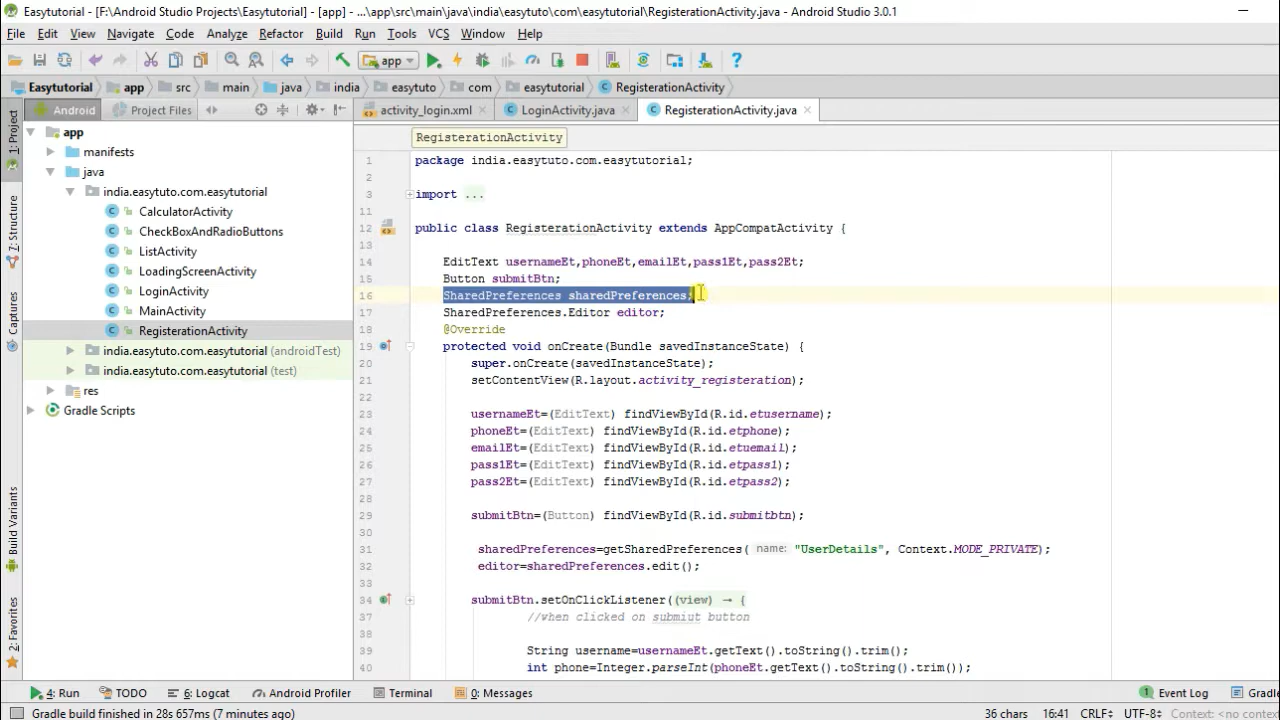 Easytutorial - [F:\Android Studio Projects\Easytutorial] - [app] - ...\app\src\main\java\india\easytuto\com\easytutorial\RegisterationActivity.java - Android Studio 3.0.1
File Edit View Navigate Code Analyze Refactor Build Run Tools VCS Window Help
app
Easytutorial app src main java india easytuto com easytutorial RegisterationActivity
Android Project Files activity_login.xml LoginActivity.java RegisterationActivity.java
1: Project
Z: Structure
Captures
Build Variants
2: Favorites
app
manifests
java
india.easytuto.com.easytutorial
CalculatorActivity
CheckBoxAndRadioButtons
ListActivity
LoadingScreenActivity
LoginActivity
MainActivity
RegisterationActivity
india.easytuto.com.easytutorial (androidTest)
india.easytuto.com.easytutorial (test)
res
Gradle Scripts
RegisterationActivity
1 package india.easytuto.com.easytutorial;
2
3 import ...
11
12 public class RegisterationActivity extends AppCompatActivity {
13
14 EditText usernameEt,phoneEt,emailEt,pass1Et,pass2Et;
15 Button submitBtn;
16 SharedPreferences sharedPreferences;
17 SharedPreferences.Editor editor;
18 @Override
19 protected void onCreate(Bundle savedInstanceState) {
20 super.onCreate(savedInstanceState);
21 setContentView(R.layout.activity_registeration);
22
23 usernameEt=(EditText) findViewById(R.id.etusername);
24 phoneEt=(EditText) findViewById(R.id.etphone);
25 emailEt=(EditText) findViewById(R.id.etuemail);
26 pass1Et=(EditText) findViewById(R.id.etpass1);
27 pass2Et=(EditText) findViewById(R.id.etpass2);
28
29 submitBtn=(Button) findViewById(R.id.submitbtn);
30
31 sharedPreferences=getSharedPreferences( name: "UserDetails", Context.MODE_PRIVATE);
32 editor=sharedPreferences.edit();
33
34 submitBtn.setOnClickListener((view) → {
37 //when clicked on submiut button
38
39 String username=usernameEt.getText().toString().trim();
40 int phone=Integer.parseInt(phoneEt.getText().toString().trim());
4: Run TODO 6: Logcat Android Profiler Terminal 0: Messages 1 Event Log Gradle
Gradle build finished in 28s 657ms (7 minutes ago) 36 chars 16:41 CRLF UTF-8 Context: <no context